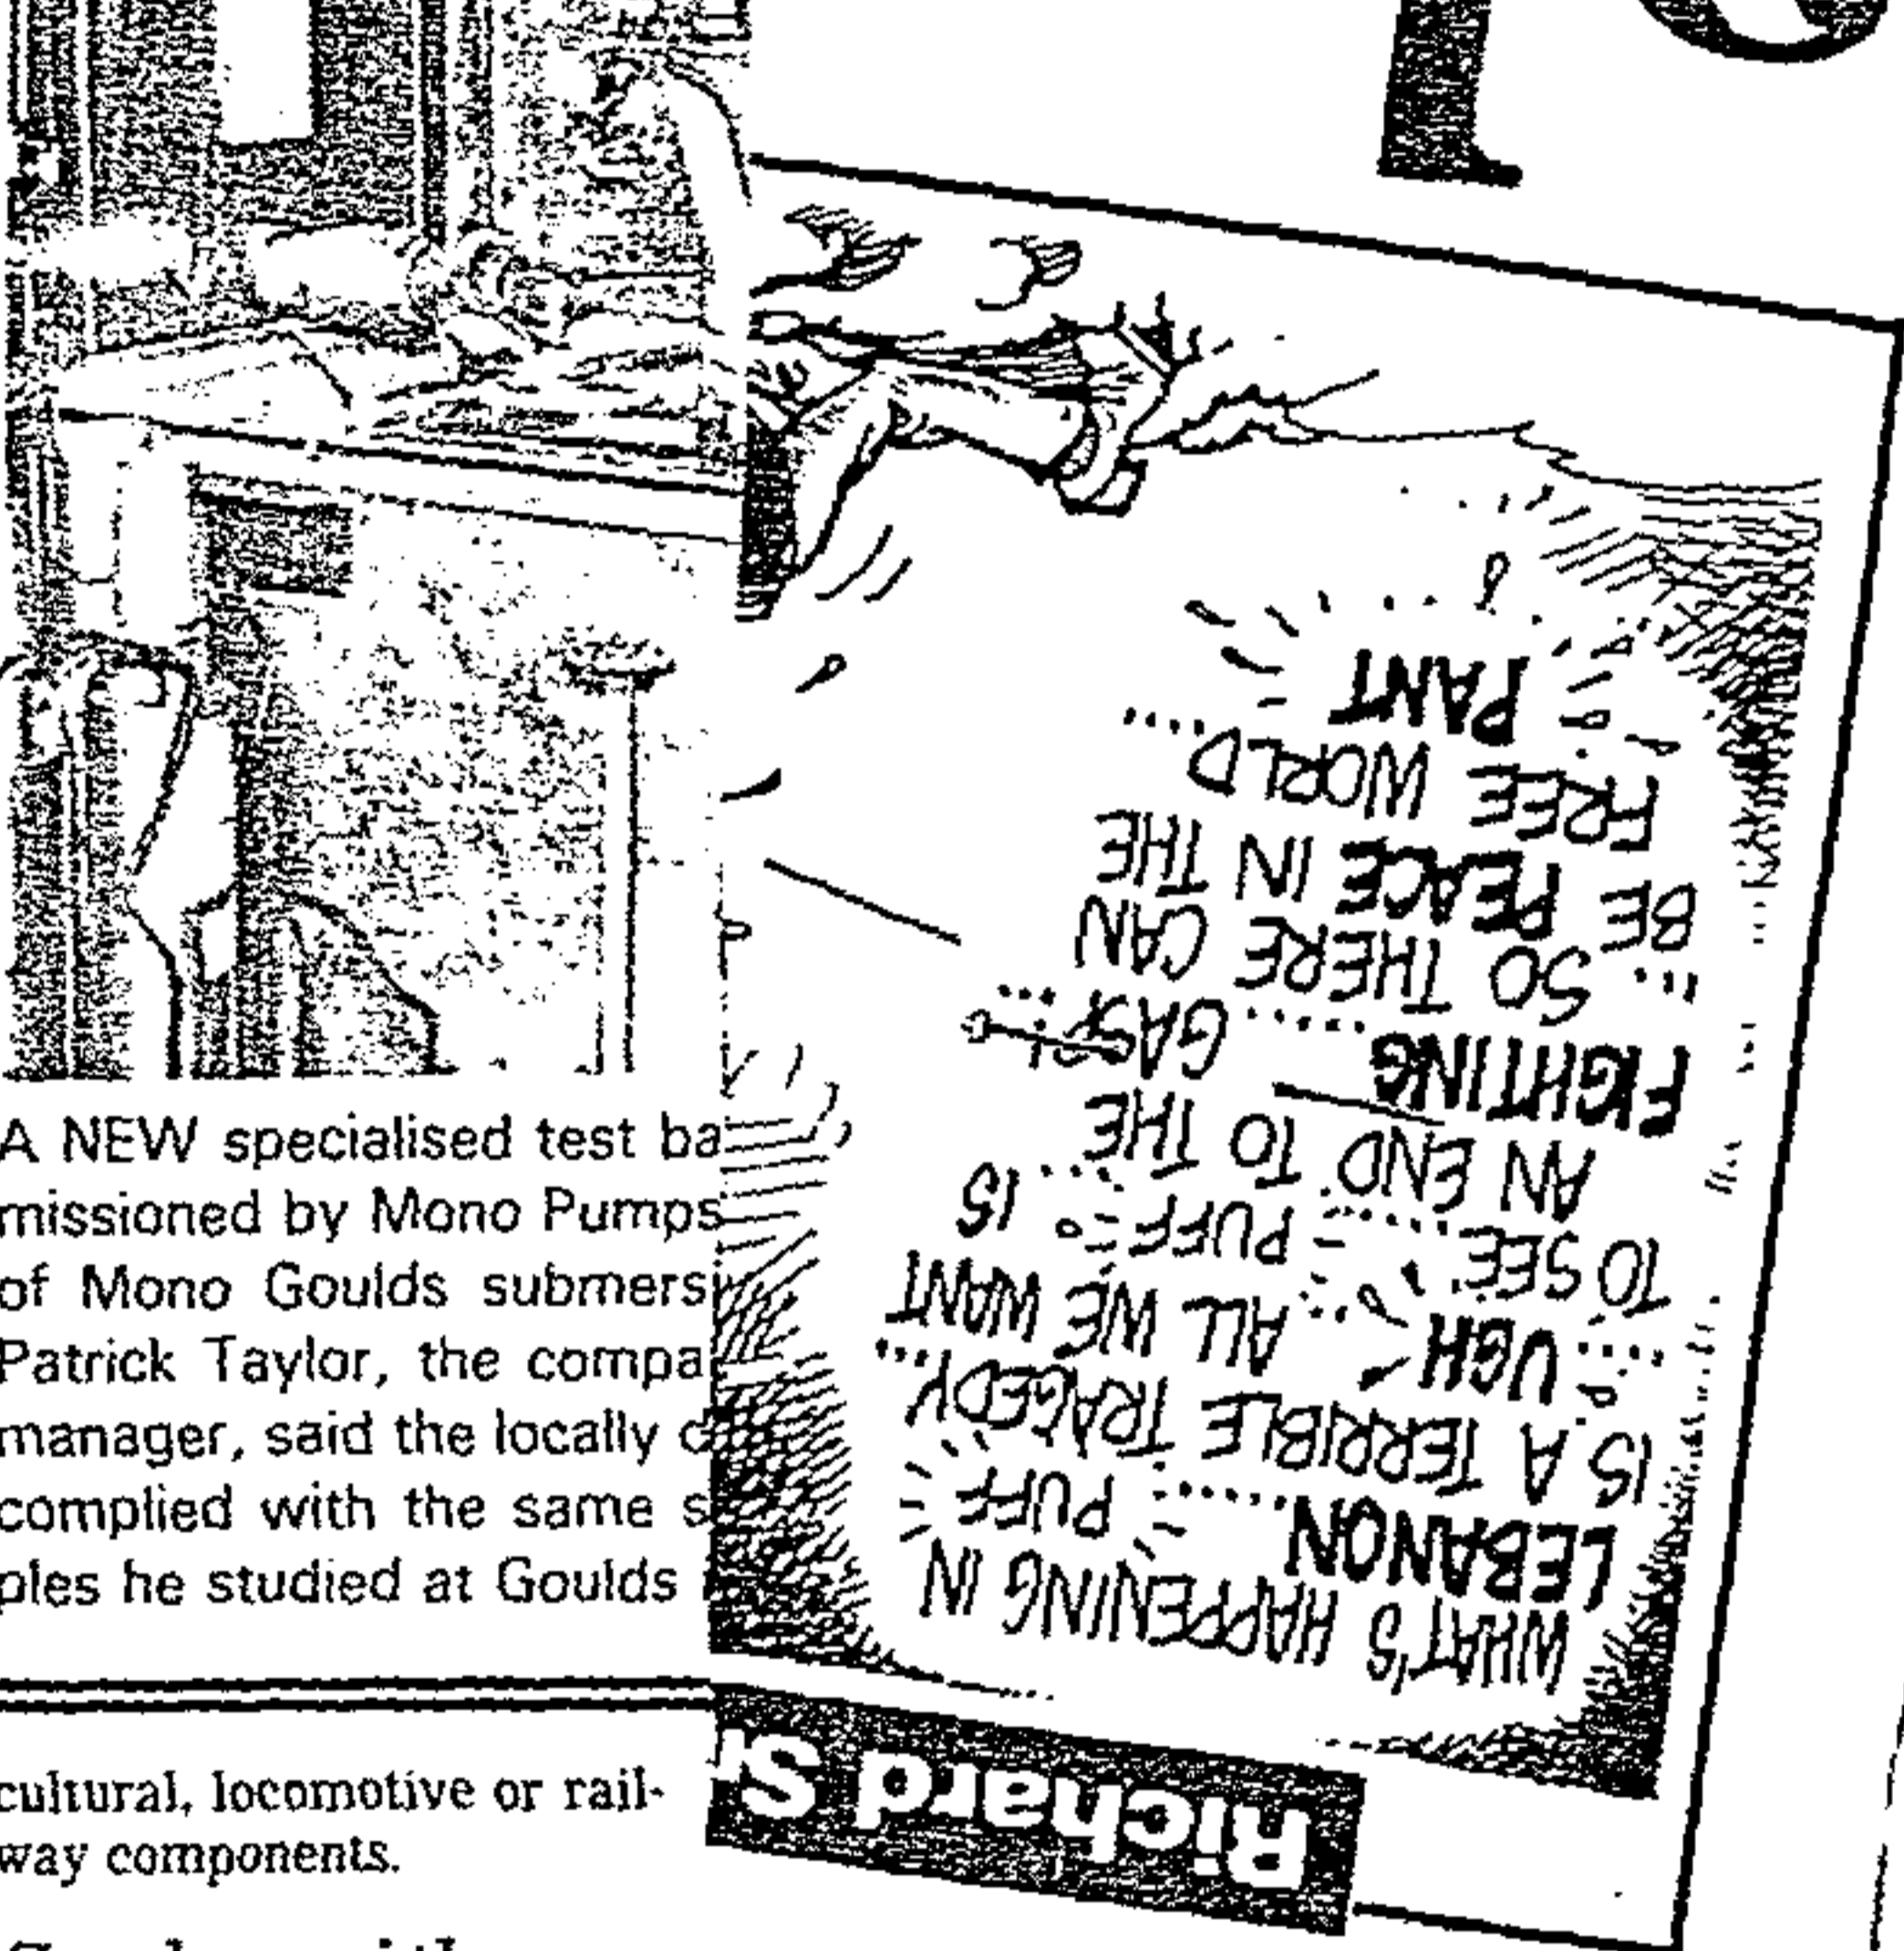 A NEW specialised test ba
missioned by Mono Pumps
of Mono Goulds submers
Patrick Taylor, the compa
manager, said the locally
complied with the same s
ples he studied at Goulds
cultural, locomotive or rail-
way components.
Richard S
WHAT'S HAPPENING IN
LEBANON...... PUFF
IS A TERRIBLE TRAGEDY...
.... UGH ... ALL WE WANT
TO SEE...... PUFF ... IS
AN END TO THE
FIGHTING...... GASP!...
... SO THERE CAN
BE PEACE IN THE
FREE WORLD....
PANT